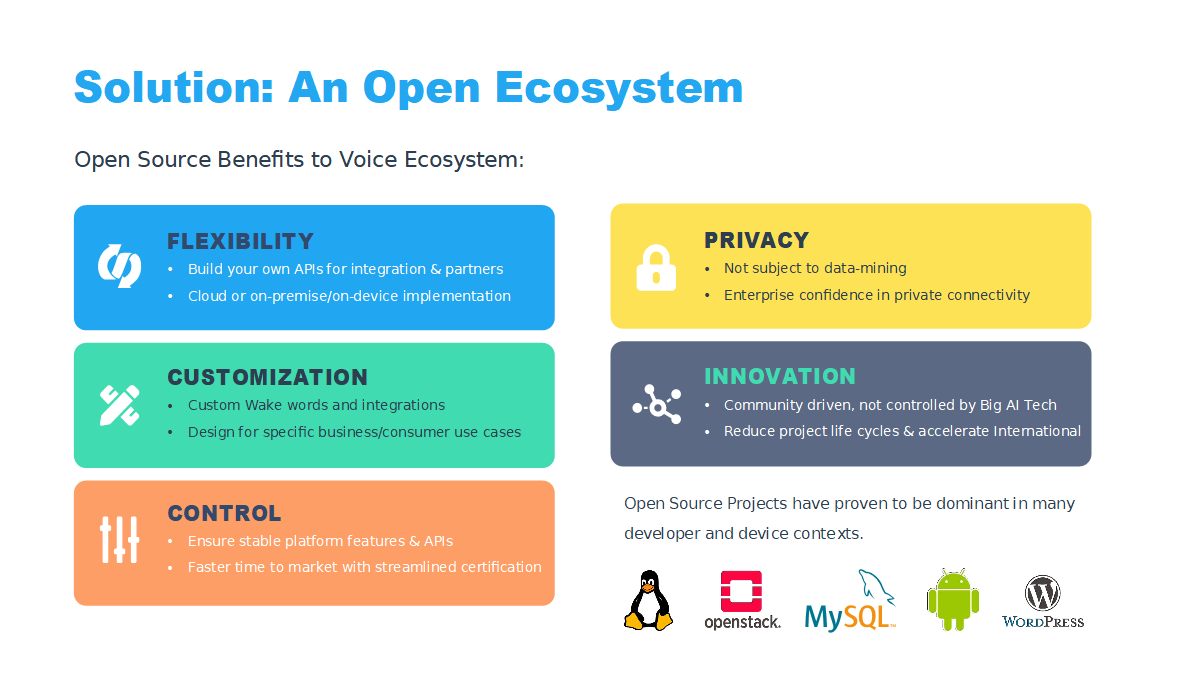 Solution: An Open Ecosystem
Open Source Benefits to Voice Ecosystem:
FLEXIBILITY
• Build your own APIs for integration & partners
• Cloud or on-premise/on-device implementation
CUSTOMIZATION
• Custom Wake words and integrations
• Design for specific business/consumer use cases
CONTROL
• Ensure stable platform features & APIs
• Faster time to market with streamlined certification
PRIVACY
• Not subject to data-mining
• Enterprise confidence in private connectivity
INNOVATION
• Community driven, not controlled by Big AI Tech
• Reduce project life cycles & accelerate International
Open Source Projects have proven to be dominant in many
developer and device contexts.
openstack.
MySQL™
WORDPRESS